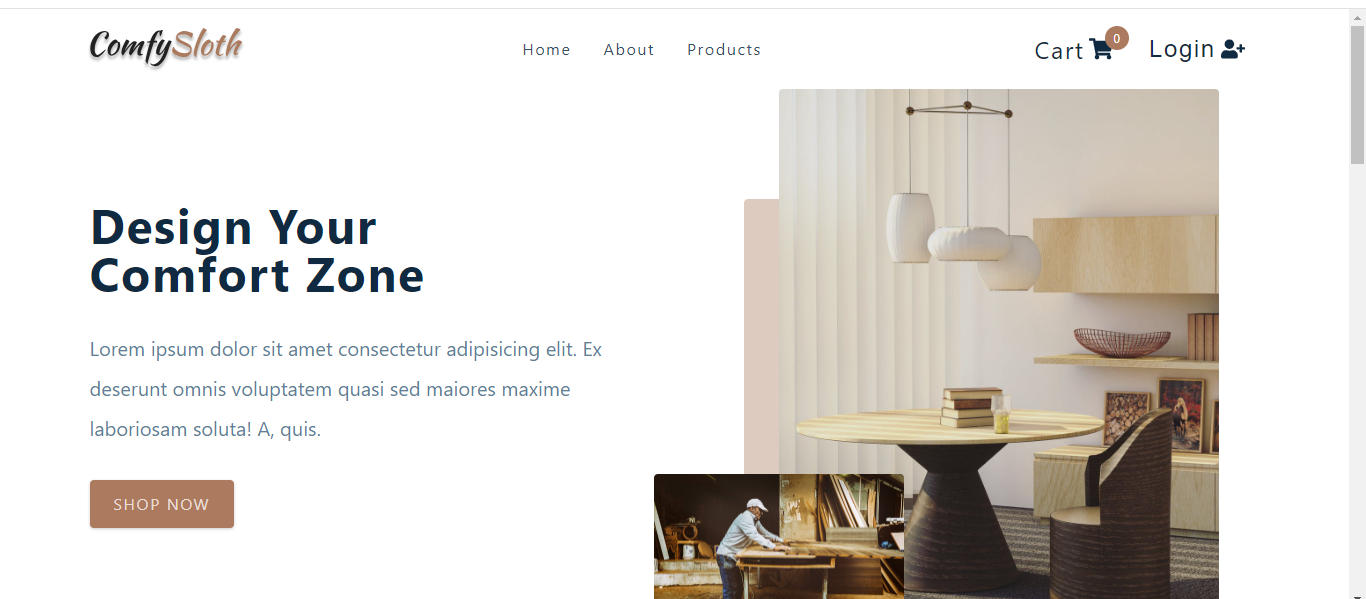 ComfySloth
Home About Products
Cart 0 Login
Design Your
Comfort Zone
Lorem ipsum dolor sit amet consectetur adipisicing elit. Ex
deserunt omnis voluptatem quasi sed maiores maxime
laboriosam soluta! A, quis.
SHOP NOW